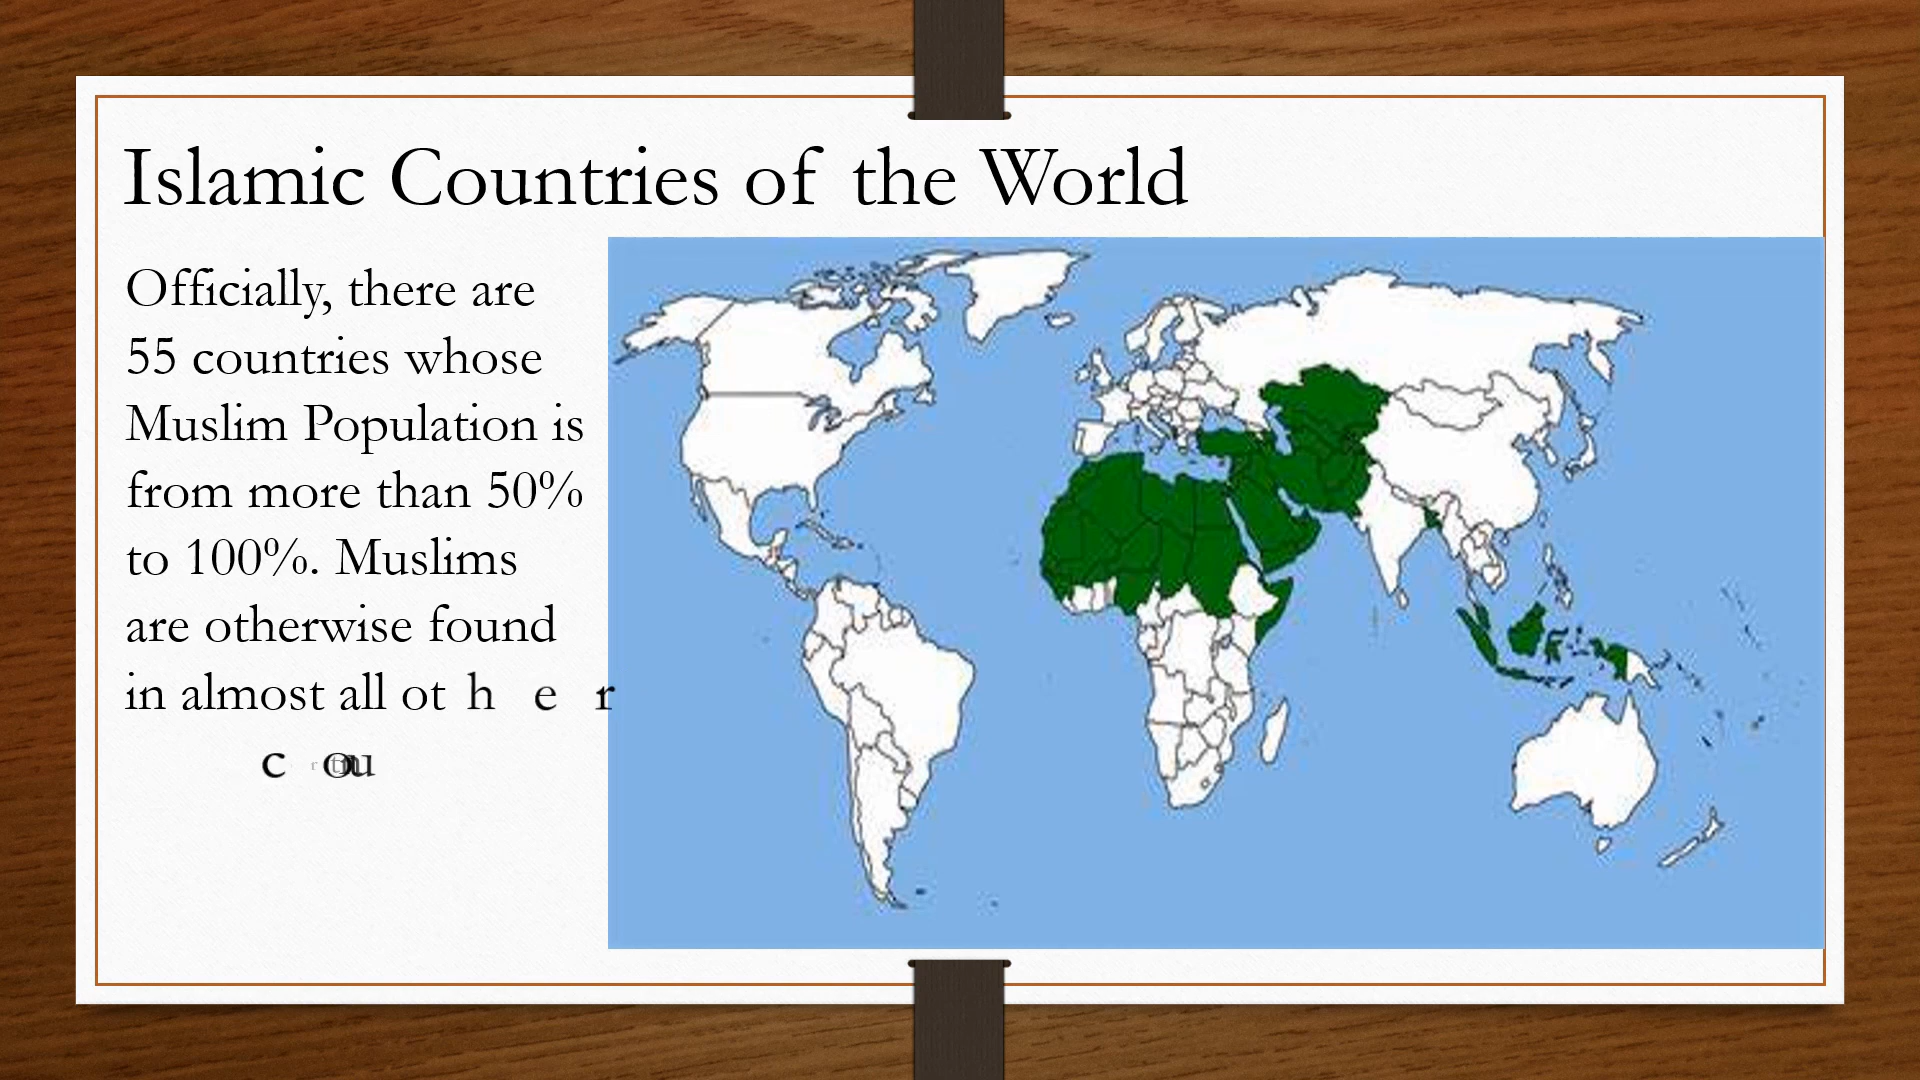 Islamic Countries of the World
Officially, there are
55 countries whose
Muslim Population is
from more than 50%
to 100%. Muslims
are otherwise found
in almost all other